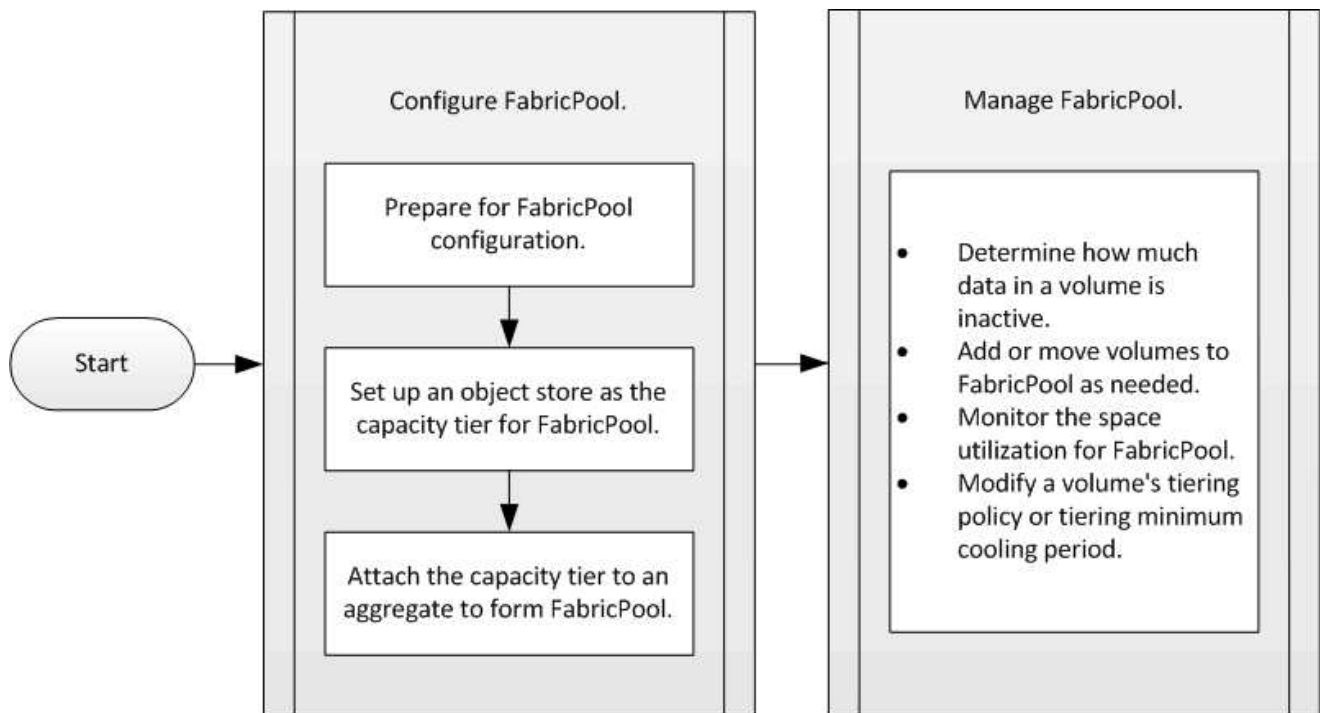 Start
Configure FabricPool.
Prepare for FabricPool
configuration.
Set up an object store as the
capacity tier for FabricPool.
Attach the capacity tier to an
aggregate to form FabricPool.
Manage FabricPool.
• Determine how much
data in a volume is
inactive.
• Add or move volumes to
FabricPool as needed.
• Monitor the space
utilization for FabricPool.
• Modify a volume's tiering
policy or tiering minimum
cooling period.